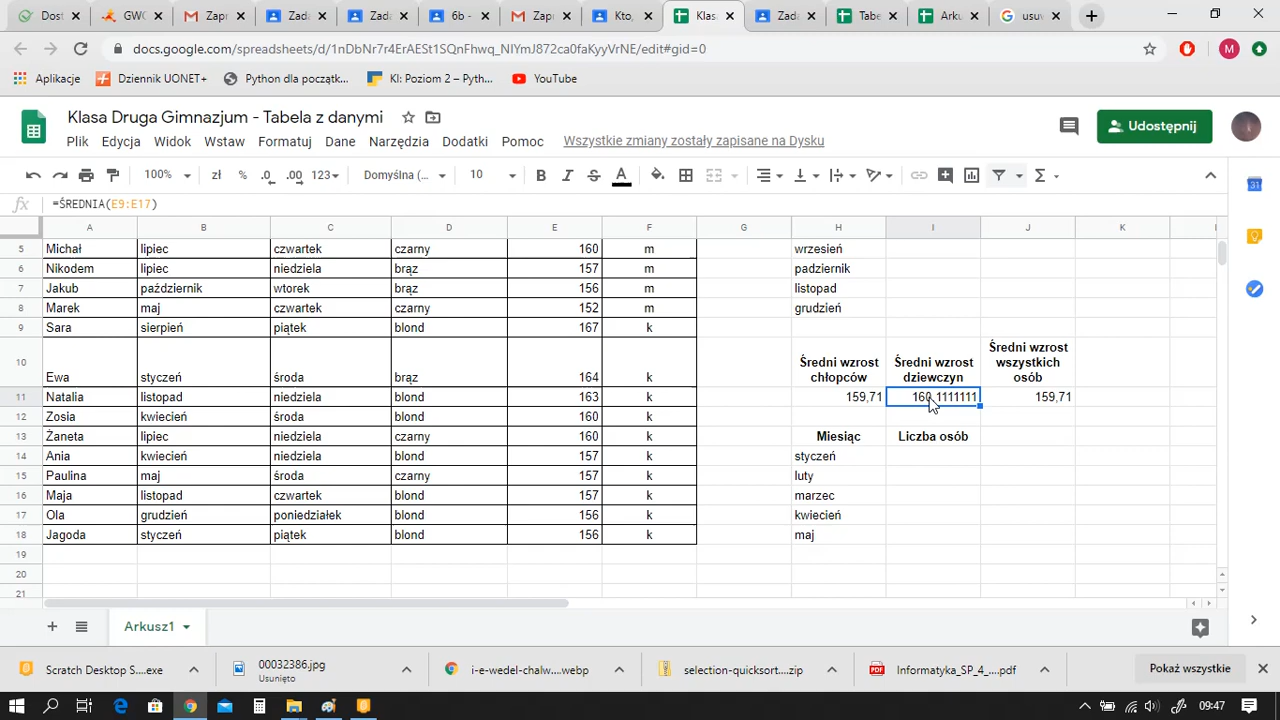 Dost
GWO
Zapr
Zada
Zada
6b -
Zapr
Kto,
Klas
Zada
Tabe
Arku
usuv
docs.google.com/spreadsheets/d/1nDbNr7r4ErAESt1SQnFhwq_NIYmJ872ca0faKyyVrNE/edit#gid=0
M
Aplikacje Dziennik UONET+ Python dla początk... KI: Poziom 2 – Pyth... YouTube
Klasa Druga Gimnazjum - Tabela z danymi
Udostępnij
Plik Edycja Widok Wstaw Formatuj Dane Narzędzia Dodatki Pomoc Wszystkie zmiany zostały zapisane na Dysku
100% zł % .0 .00 123 Domyślna (... 10 B I S A Σ
fx =ŚREDNIA(E9:E17)
A B C D E F G H I J K
5 Michał lipiec czwartek czarny 160 m wrzesień
6 Nikodem lipiec niedziela brąz 157 m padziernik
7 Jakub październik wtorek brąz 156 m listopad
8 Marek maj czwartek czarny 152 m grudzień
9 Sara sierpień piątek blond 167 k
Średni wzrost chłopców
Średni wzrost dziewczyn
Średni wzrost wszystkich osób
10 Ewa styczeń środa brąz 164 k
11 Natalia listopad niedziela blond 163 k 159,71 160,1111111 159,71
12 Zosia kwiecień środa blond 160 k
13 Żaneta lipiec niedziela czarny 160 k Miesiąc Liczba osób
14 Ania kwiecień niedziela blond 157 k styczeń
15 Paulina maj środa czarny 157 k luty
16 Maja listopad czwartek blond 157 k marzec
17 Ola grudzień poniedziałek blond 156 k kwiecień
18 Jagoda styczeń piątek blond 156 k maj
19
20
21
Arkusz1
Scratch Desktop S....exe
00032386.jpg
Usunięto
i-e-wedel-chalw....webp
selection-quicksort....zip
Informatyka_SP_4_....pdf
Pokaż wszystkie
09:47